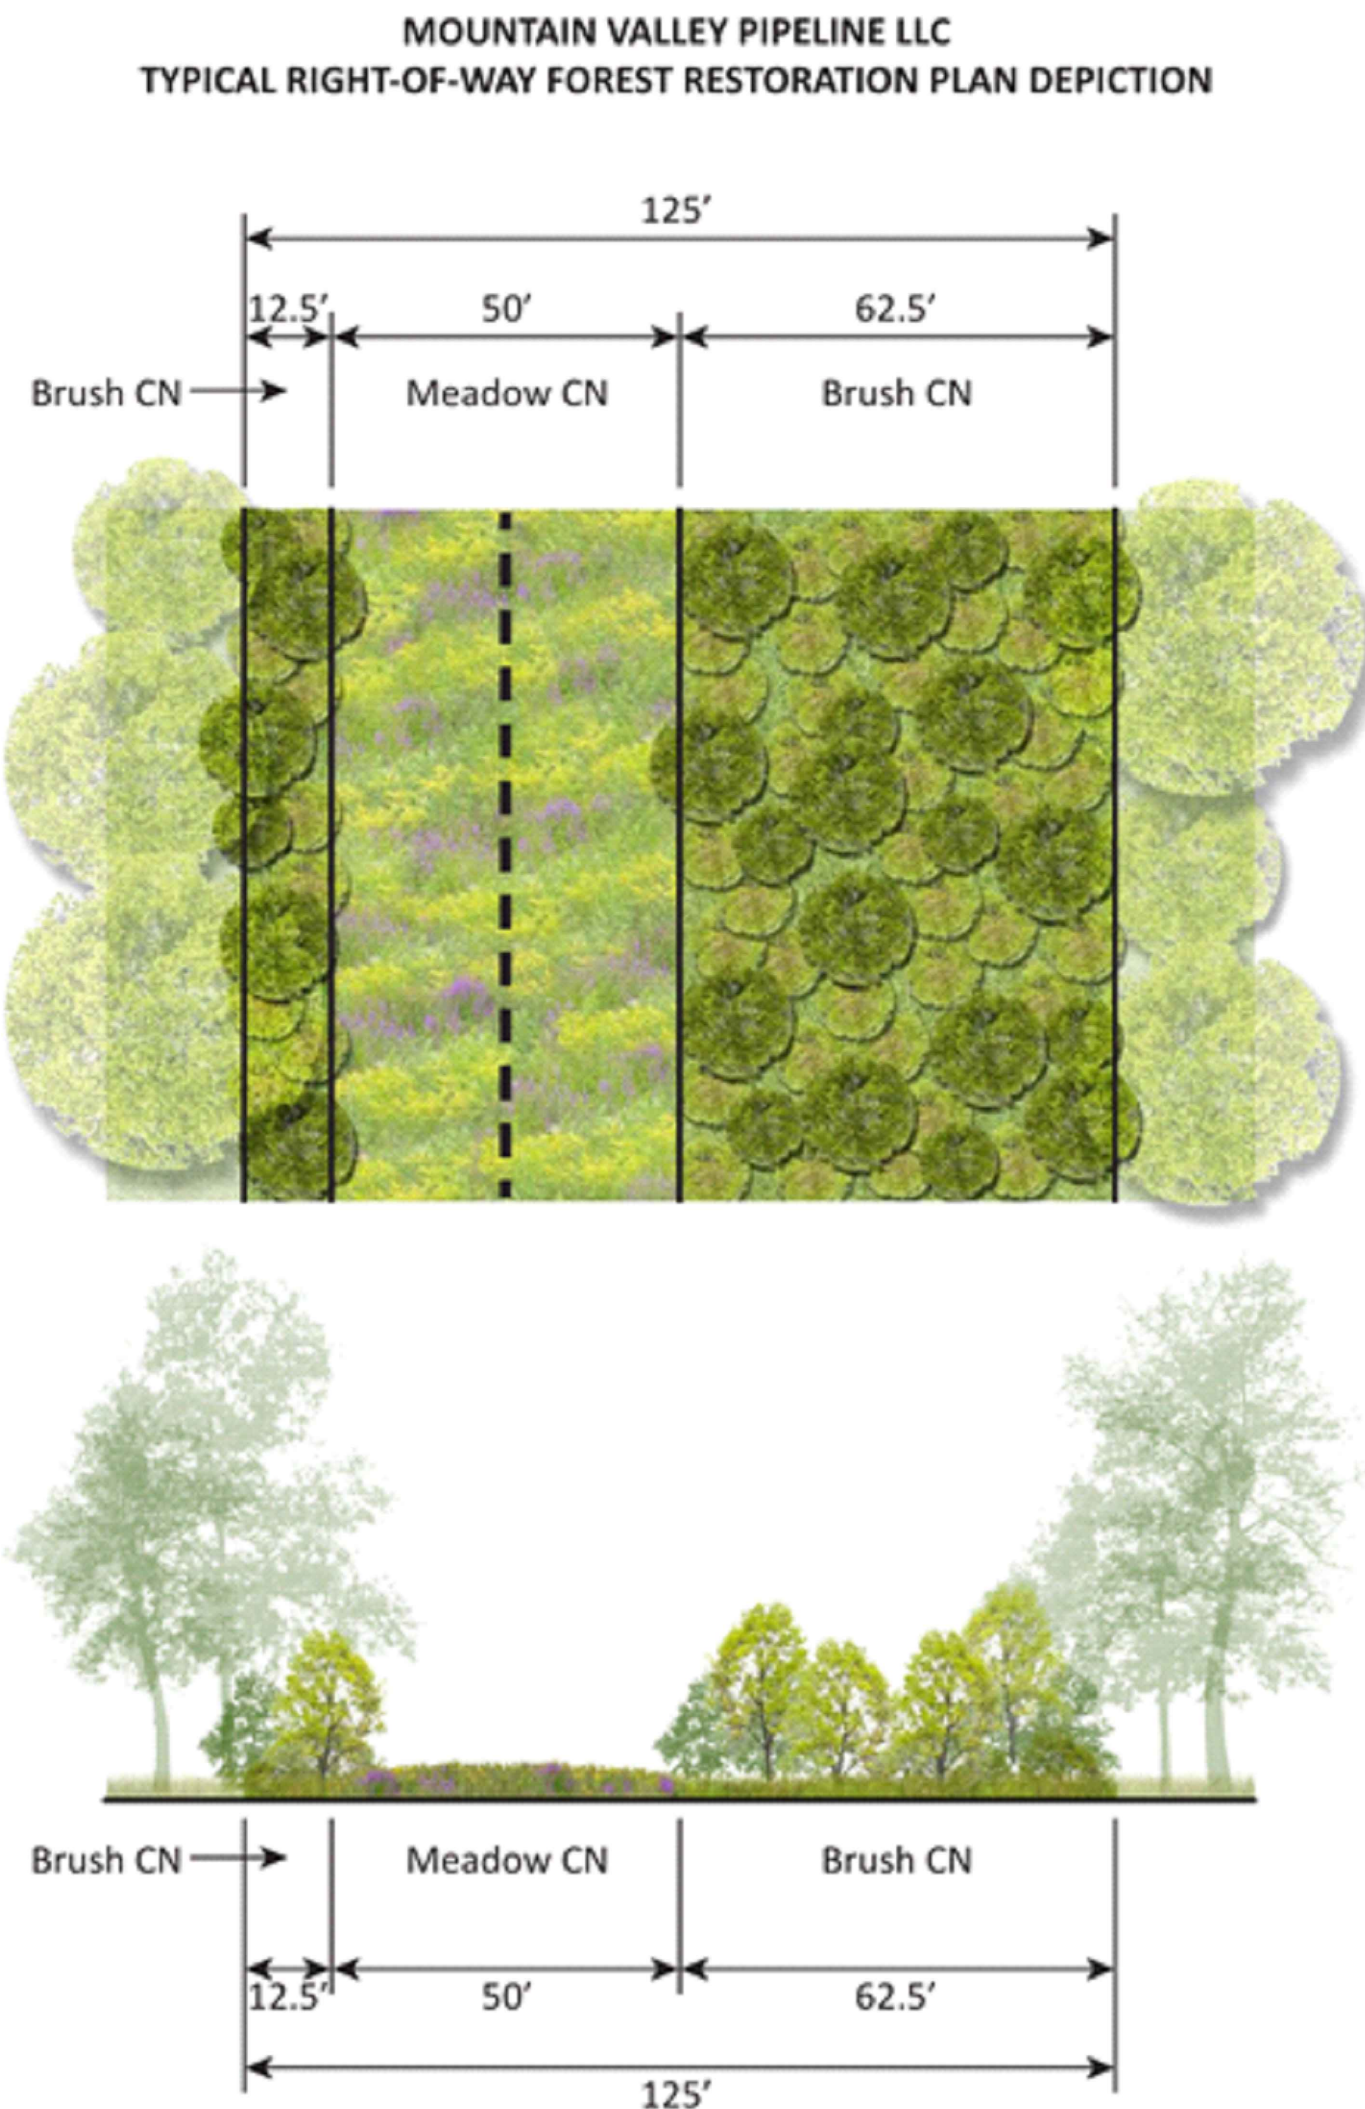 MOUNTAIN VALLEY PIPELINE LLC
TYPICAL RIGHT-OF-WAY FOREST RESTORATION PLAN DEPICTION
125'
12.5' 50' 62.5'
Brush CN Meadow CN Brush CN
Brush CN Meadow CN Brush CN
12.5' 50' 62.5'
125'